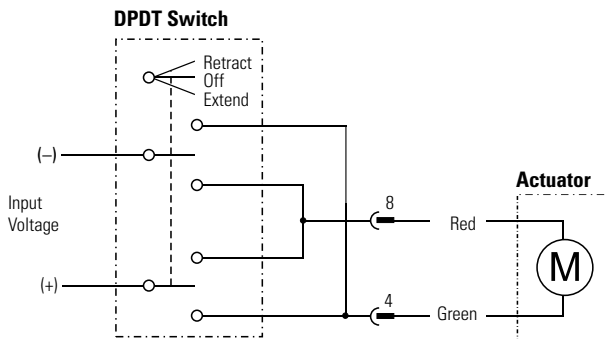 DPDT Switch
Retract
Off
Extend
(–)
Input
Voltage
(+)
8
Red
4
Green
Actuator
M